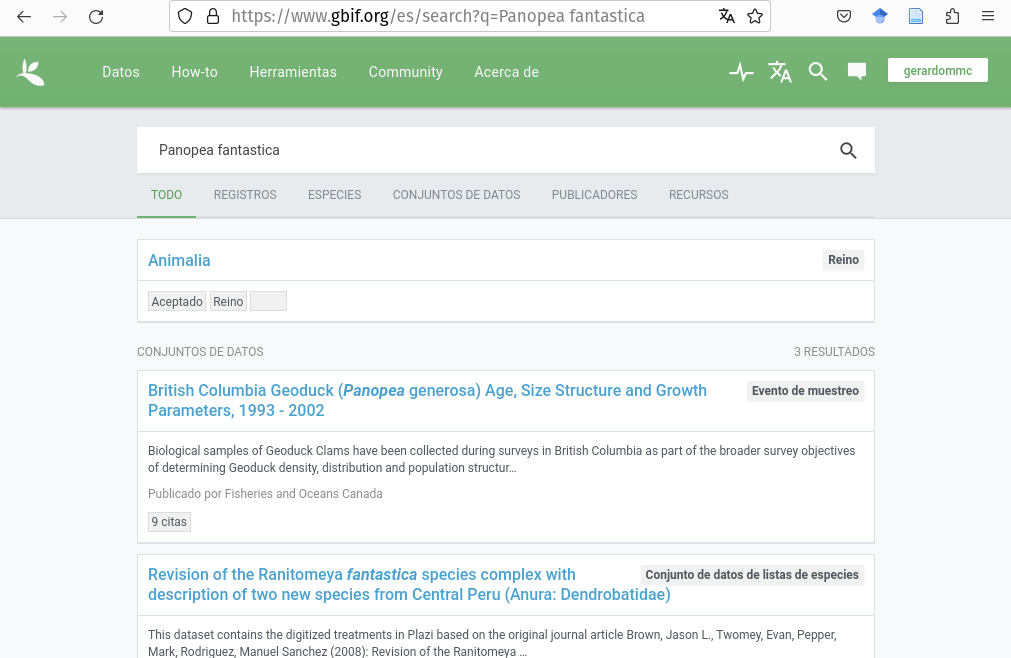 https://www.gbif.org/es/search?q=Panopea fantastica
Datos How-to Herramientas Community Acerca de gerardommc
Panopea fantastica
TODO REGISTROS ESPECIES CONJUNTOS DE DATOS PUBLICADORES RECURSOS
Animalia Reino
Aceptado Reino
CONJUNTOS DE DATOS 3 RESULTADOS
British Columbia Geoduck (Panopea generosa) Age, Size Structure and Growth Evento de muestreo
Parameters, 1993 - 2002
Biological samples of Geoduck Clams have been collected during surveys in British Columbia as part of the broader survey objectives
of determining Geoduck density, distribution and population structur...
Publicado por Fisheries and Oceans Canada
9 citas
Revision of the Ranitomeya fantastica species complex with Conjunto de datos de listas de especies
description of two new species from Central Peru (Anura: Dendrobatidae)
This dataset contains the digitized treatments in Plazi based on the original journal article Brown, Jason L., Twomey, Evan, Pepper,
Mark, Rodriguez, Manuel Sanchez (2008): Revision of the Ranitomeya ...